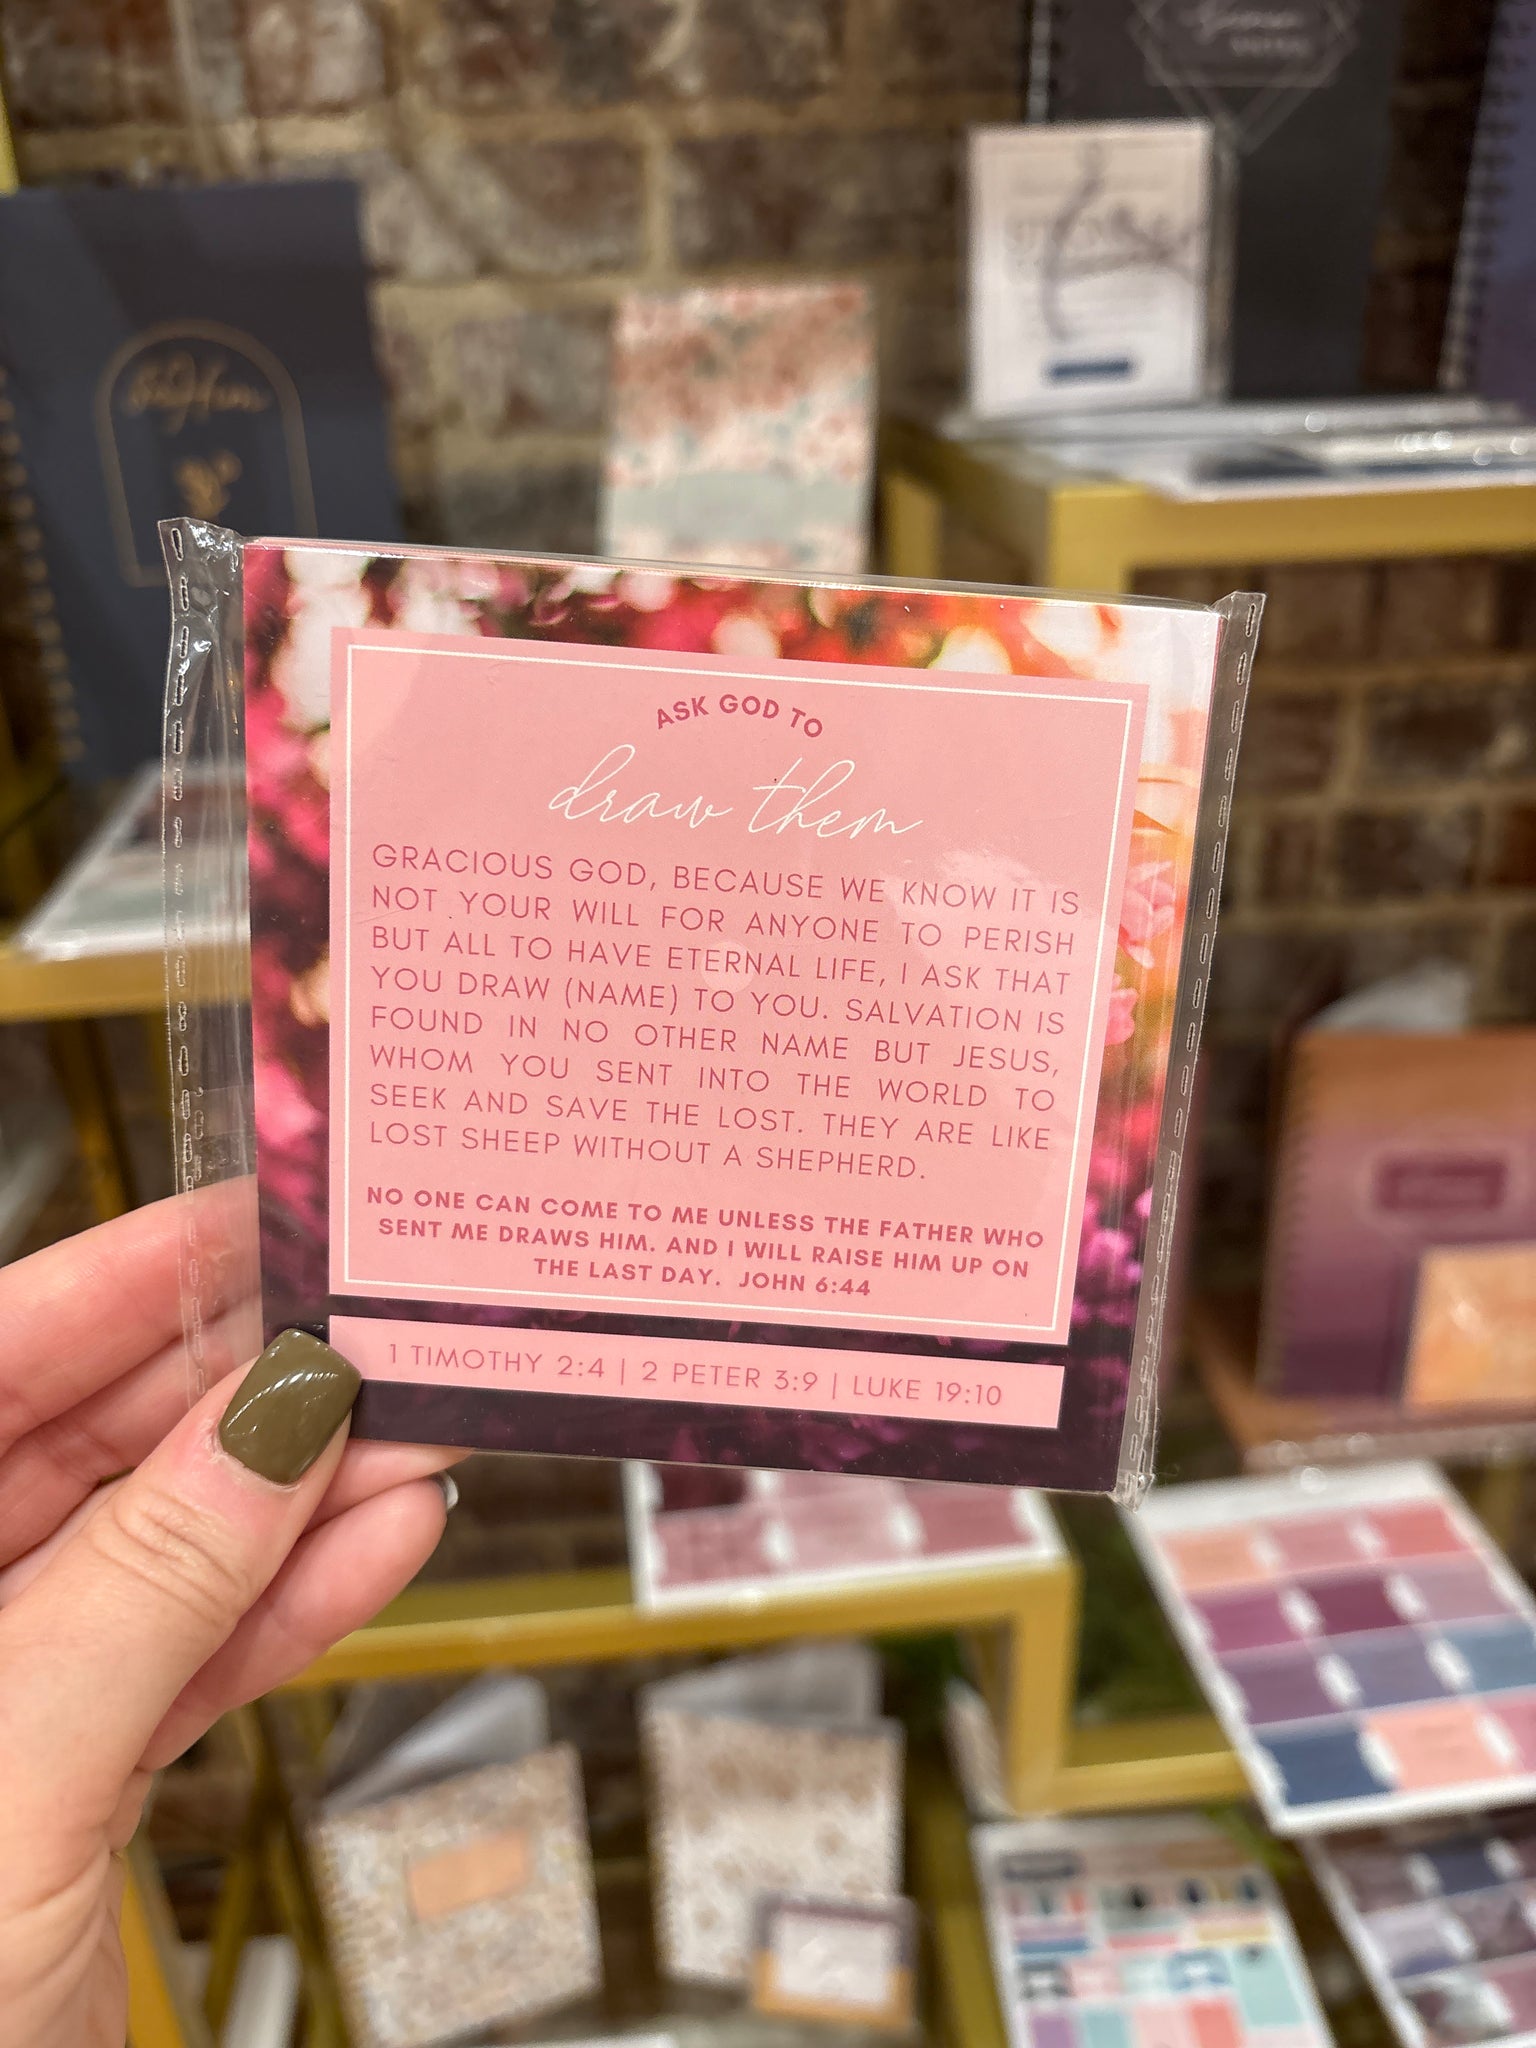 ASK GOD TO
draw them
GRACIOUS GOD, BECAUSE WE KNOW IT IS
NOT YOUR WILL FOR ANYONE TO PERISH
BUT ALL TO HAVE ETERNAL LIFE, I ASK THAT
YOU DRAW (NAME) TO YOU. SALVATION IS
FOUND IN NO OTHER NAME BUT JESUS,
WHOM YOU SENT INTO THE WORLD TO
SEEK AND SAVE THE LOST. THEY ARE LIKE
LOST SHEEP WITHOUT A SHEPHERD.
NO ONE CAN COME TO ME UNLESS THE FATHER WHO
SENT ME DRAWS HIM. AND I WILL RAISE HIM UP ON
THE LAST DAY. JOHN 6:44
1 TIMOTHY 2:4 | 2 PETER 3:9 | LUKE 19:10